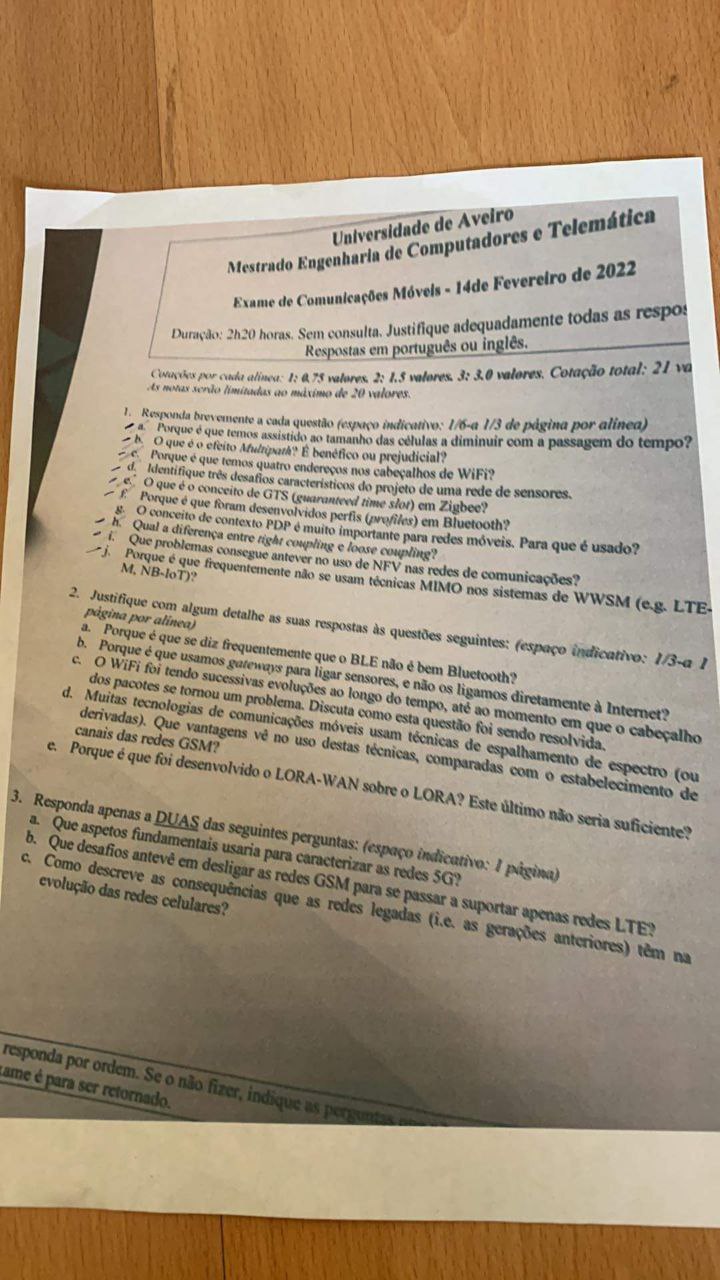 Universidade de Aveiro
Mestrado Engenharia de Computadores e Telemática
Exame de Comunicações Móveis - 14de Fevereiro de 2022
Duração: 2h20 horas. Sem consulta. Justifique adequadamente todas as respos
Respostas em português ou inglês.
Cotações por cada alínea: 1: 0.75 valores. 2: 1.5 valores. 3: 3.0 valores. Cotação total: 21 va
As notas serão limitadas ao máximo de 20 valores.
1. Responda brevemente a cada questão (espaço indicativo: 1/6-a 1/3 de página por alínea)
a. Porque é que temos assistido ao tamanho das células a diminuir com a passagem do tempo?
b. O que é o efeito Multipath? É benéfico ou prejudicial?
c. Porque é que temos quatro endereços nos cabeçalhos de WiFi?
d. Identifique três desafios característicos do projeto de uma rede de sensores.
e. O que é o conceito de GTS (guaranteed time slot) em Zigbee?
f. Porque é que foram desenvolvidos perfis (profiles) em Bluetooth?
g. O conceito de contexto PDP é muito importante para redes móveis. Para que é usado?
h. Qual a diferença entre tight coupling e loose coupling?
i. Que problemas consegue antever no uso de NFV nas redes de comunicações?
j. Porque é que frequentemente não se usam técnicas MIMO nos sistemas de WWSM (e.g. LTE-
M, NB-IoT)?
2. Justifique com algum detalhe as suas respostas às questões seguintes: (espaço indicativo: 1/3-a 1
página por alínea)
a. Porque é que se diz frequentemente que o BLE não é bem Bluetooth?
b. Porque é que usamos gateways para ligar sensores, e não os ligamos diretamente à Internet?
c. O WiFi foi tendo sucessivas evoluções ao longo do tempo, até ao momento em que o cabeçalho
dos pacotes se tornou um problema. Discuta como esta questão foi sendo resolvida.
d. Muitas tecnologias de comunicações móveis usam técnicas de espalhamento de espectro (ou
derivadas). Que vantagens vê no uso destas técnicas, comparadas com o estabelecimento de
canais das redes GSM?
e. Porque é que foi desenvolvido o LORA-WAN sobre o LORA? Este último não seria suficiente?
3. Responda apenas a DUAS das seguintes perguntas: (espaço indicativo: 1 página)
a. Que aspetos fundamentais usaria para caracterizar as redes 5G?
b. Que desafios antevê em desligar as redes GSM para se passar a suportar apenas redes LTE?
c. Como descreve as consequências que as redes legadas (i.e. as gerações anteriores) têm na
evolução das redes celulares?
responda por ordem. Se o não fizer, indique as perguntas
ame é para ser retornado.